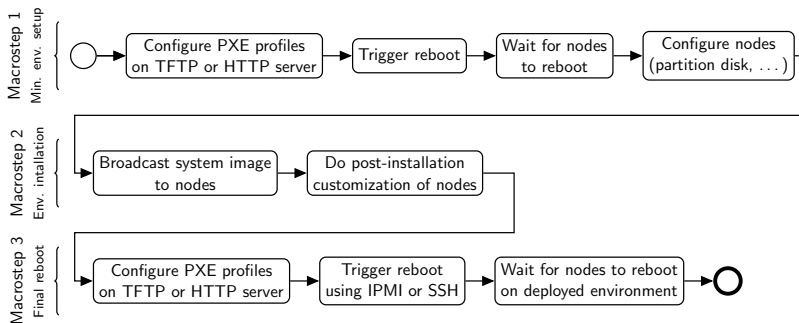 Macrostep 1
Min. env. setup
Configure PXE profiles
on TFTP or HTTP server
Trigger reboot
Wait for nodes
to reboot
Configure nodes
(partition disk, . . . )
Macrostep 2
Env. intallation
Broadcast system image
to nodes
Do post-installation
customization of nodes
Macrostep 3
Final reboot
Configure PXE profiles
on TFTP or HTTP server
Trigger reboot
using IPMI or SSH
Wait for nodes to reboot
on deployed environment